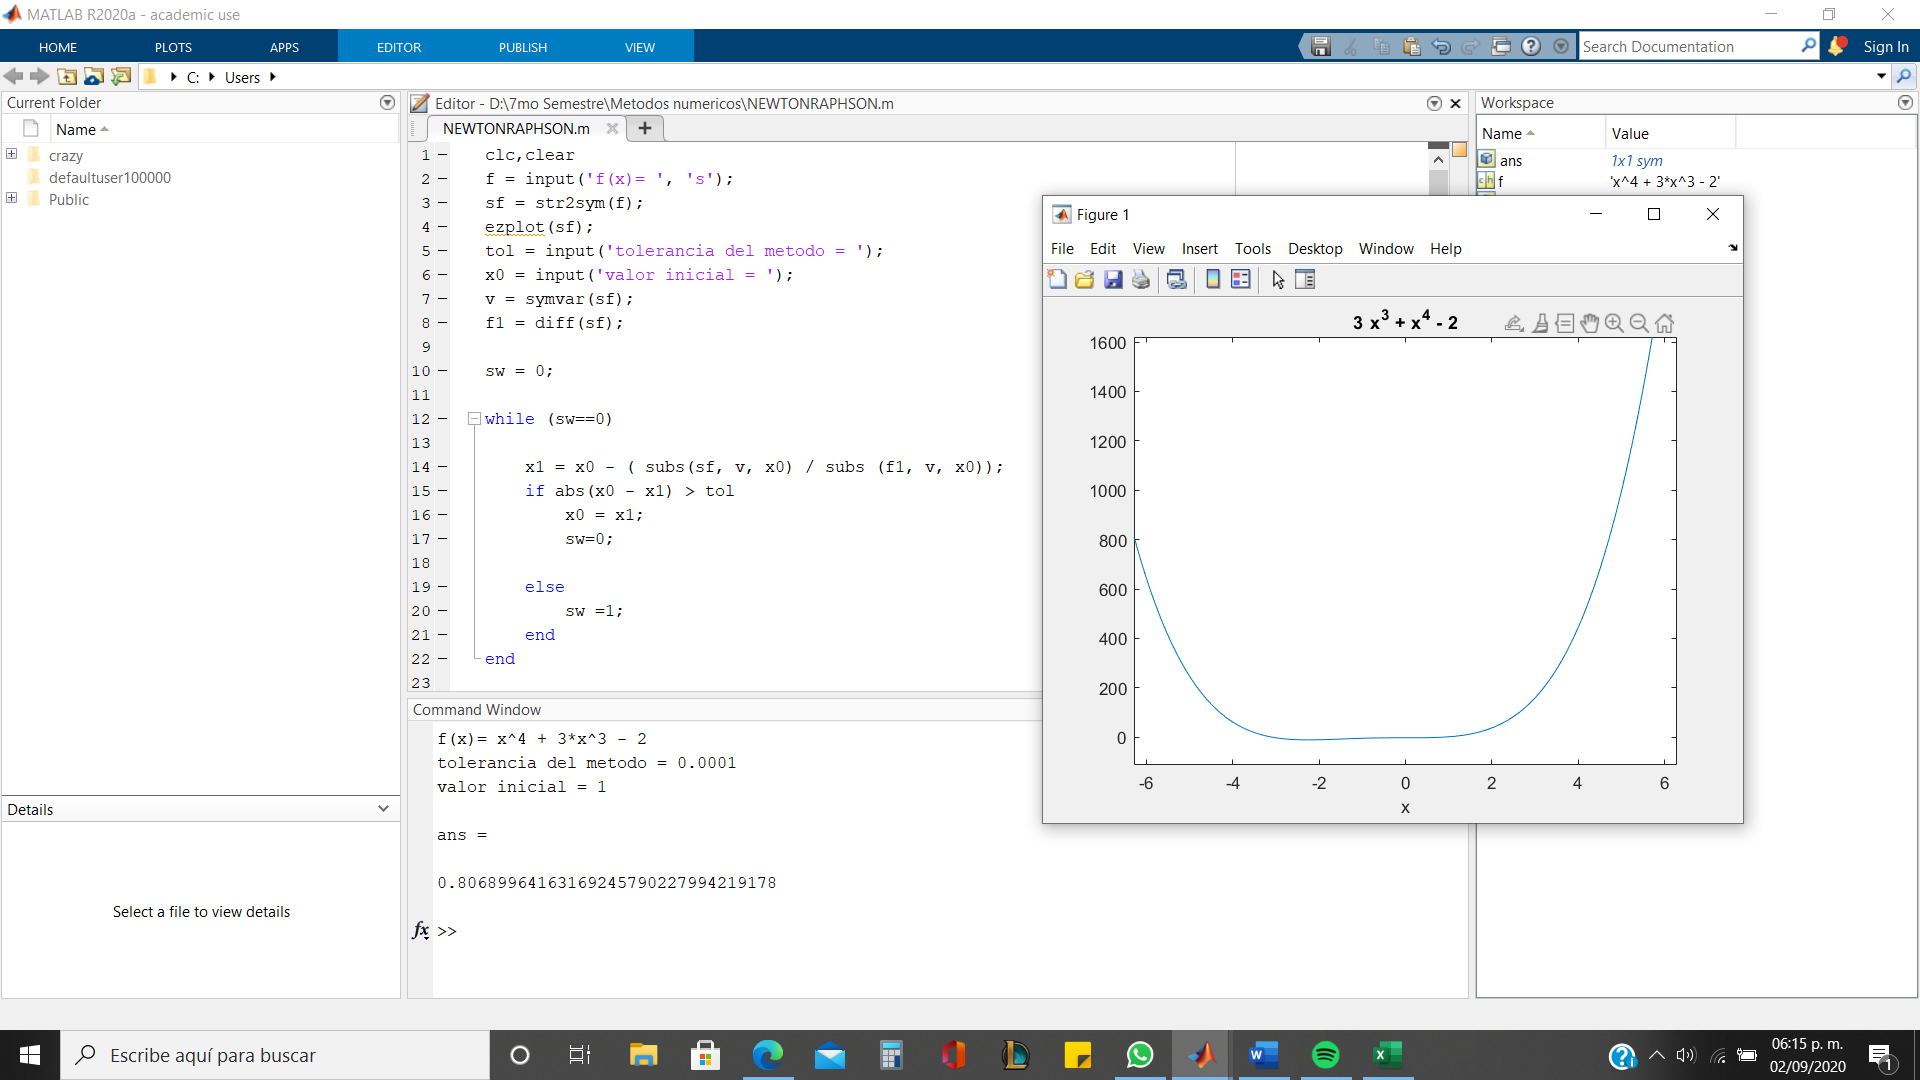 MATLAB R2020a - academic use
HOME PLOTS APPS EDITOR PUBLISH VIEW
Search Documentation
Sign In
C: Users
Current Folder
Name
crazy
defaultuser100000
Public
Details
Select a file to view details
Editor - D:\7mo Semestre\Metodos numericos\NEWTONRAPHSON.m
NEWTONRAPHSON.m
1 clc,clear
2 f = input('f(x)= ', 's');
3 sf = str2sym(f);
4 ezplot(sf);
5 tol = input('tolerancia del metodo = ');
6 x0 = input('valor inicial = ');
7 v = symvar(sf);
8 f1 = diff(sf);
9
10 sw = 0;
11
12 while (sw==0)
13
14 x1 = x0 - ( subs(sf, v, x0) / subs (f1, v, x0));
15 if abs(x0 - x1) > tol
16 x0 = x1;
17 sw=0;
18
19 else
20 sw =1;
21 end
22 end
23
Command Window
f(x)= x^4 + 3*x^3 - 2
tolerancia del metodo = 0.0001
valor inicial = 1
ans =
0.80689964163169245790227994219178
fx >>
Workspace
Name Value
ans 1x1 sym
f 'x^4 + 3*x^3 - 2'
Figure 1
File Edit View Insert Tools Desktop Window Help
3 x³ + x⁴ - 2
1600
1400
1200
1000
800
600
400
200
0
-6 -4 -2 0 2 4 6
x
Escribe aquí para buscar
06:15 p. m.
02/09/2020
1